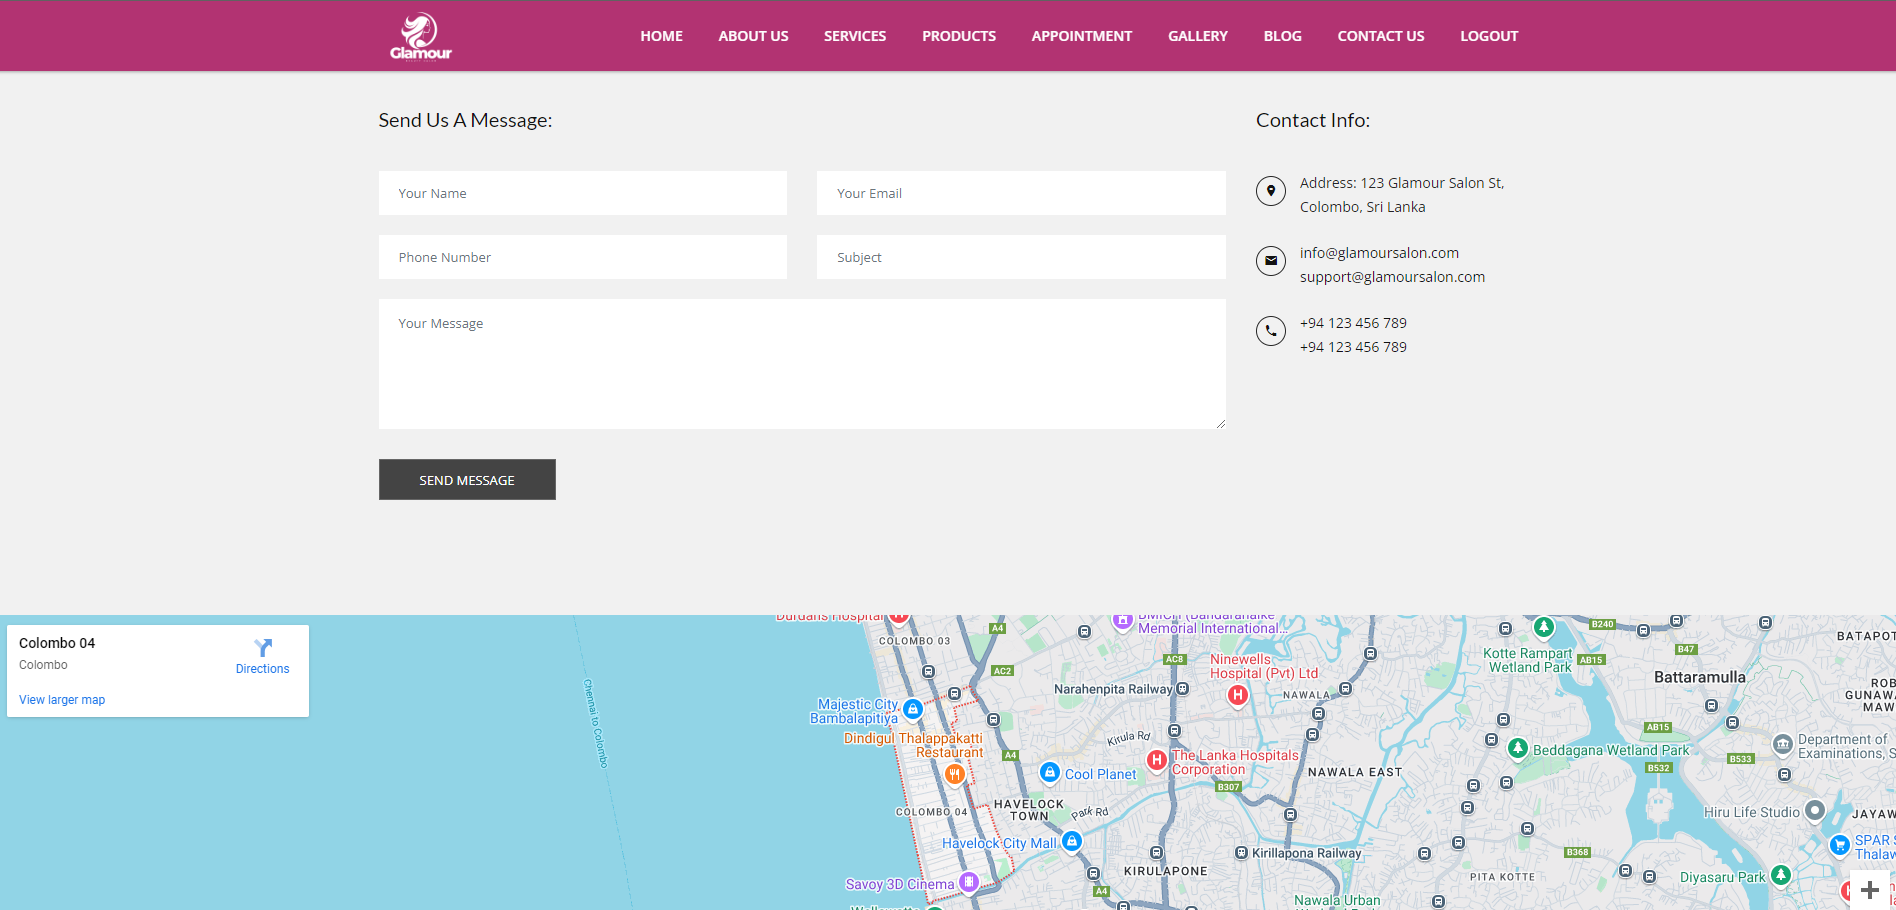 Glamour
HOME ABOUT US SERVICES PRODUCTS APPOINTMENT GALLERY BLOG CONTACT US LOGOUT
Send Us A Message:
Your Name
Your Email
Phone Number
Subject
Your Message
SEND MESSAGE
Contact Info:
Address: 123 Glamour Salon St,
Colombo, Sri Lanka
info@glamoursalon.com
support@glamoursalon.com
+94 123 456 789
+94 123 456 789
Colombo 04
Colombo
Directions
View larger map
Chennai to Colombo
Durdans Hospital
COLOMBO 03
A4
BMICH (Bandaranaike
Memorial International...
B240
Kotte Rampart
Wetland Park
AB15
B47
BATAPOT
AC2
AC8
Ninewells
Hospital (Pvt) Ltd
Narahenpita Railway
NAWALA
Battaramulla
ROB
GUNAWA
MAW
Majestic City
Bambalapitiya
Dindigul Thalappakatti
Restaurant
A4
Kirula Rd
The Lanka Hospitals
Corporation
Cool Planet
NAWALA EAST
AB15
Beddagana Wetland Park
B532
B533
Department of
Examinations, S
B307
COLOMBO 04
HAVELOCK
TOWN
Park Rd
Hiru Life Studio
JAYAW
Havelock City Mall
Kirillapona Railway
B368
SPAR S
Thalaw
KIRULAPONE
PITA KOTTE
Diyasaru Park
Savoy 3D Cinema
A4
Nawala Urban